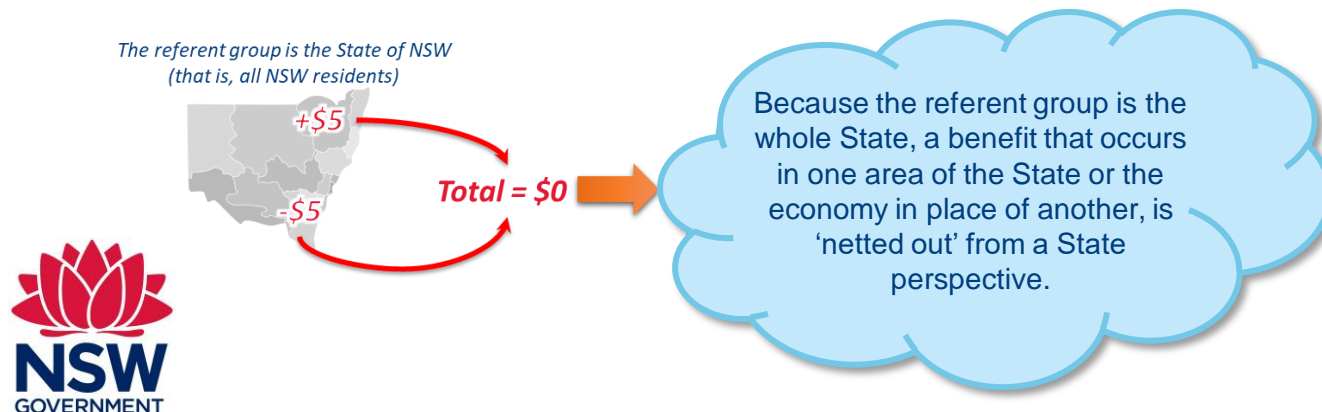 The referent group is the State of NSW
(that is, all NSW residents)
+$5
-$5
Total = $0
Because the referent group is the
whole State, a benefit that occurs
in one area of the State or the
economy in place of another, is
‘netted out’ from a State
perspective.
NSW
GOVERNMENT